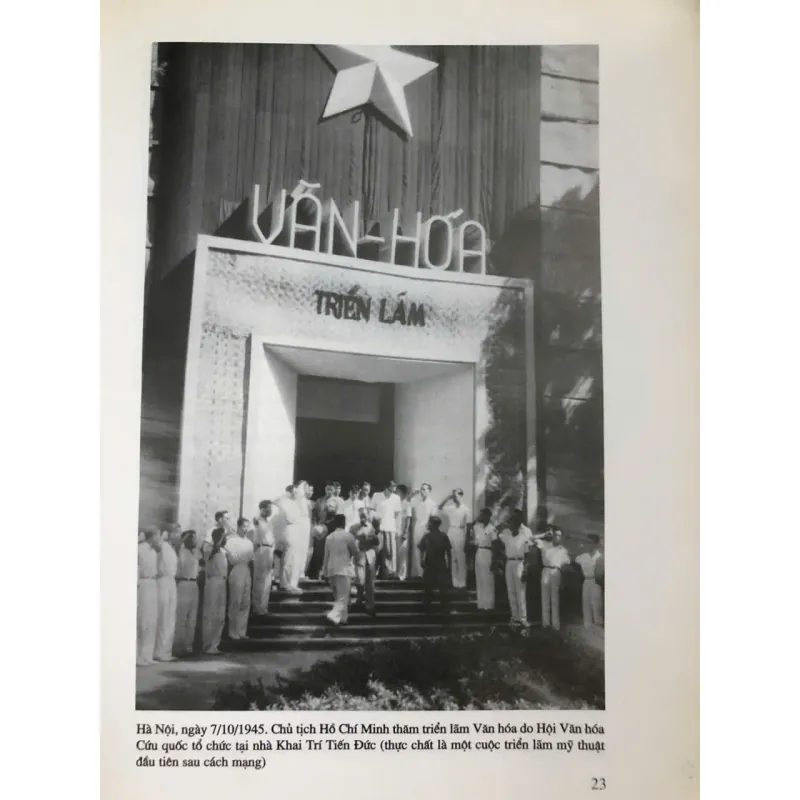 VĂN-HÓA
TRIỂN LÃM
Hà Nội, ngày 7/10/1945. Chủ tịch Hồ Chí Minh thăm triển lãm Văn hóa do Hội Văn hóa
Cứu quốc tổ chức tại nhà Khai Trí Tiến Đức (thực chất là một cuộc triển lãm mỹ thuật
đầu tiên sau cách mạng)
23